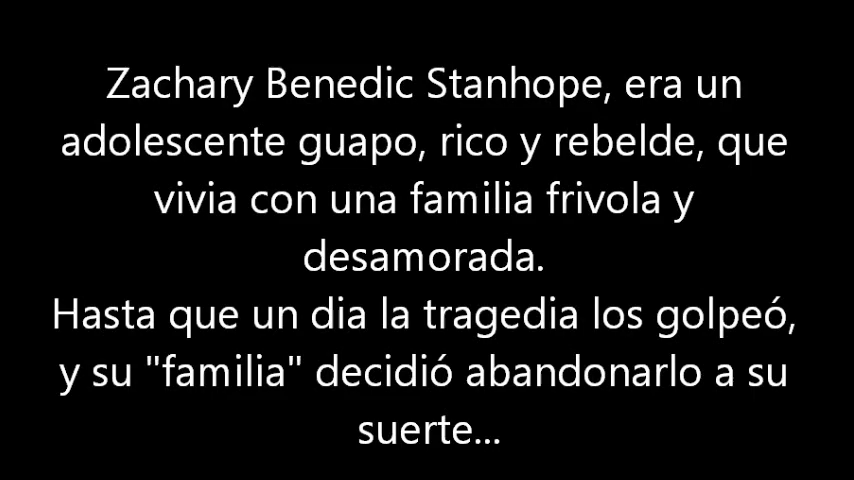 Zachary Benedic Stanhope, era un
adolescente guapo, rico y rebelde, que
vivia con una familia frivola y
desamorada.
Hasta que un dia la tragedia los golpeó,
y su "familia" decidió abandonarlo a su
suerte...